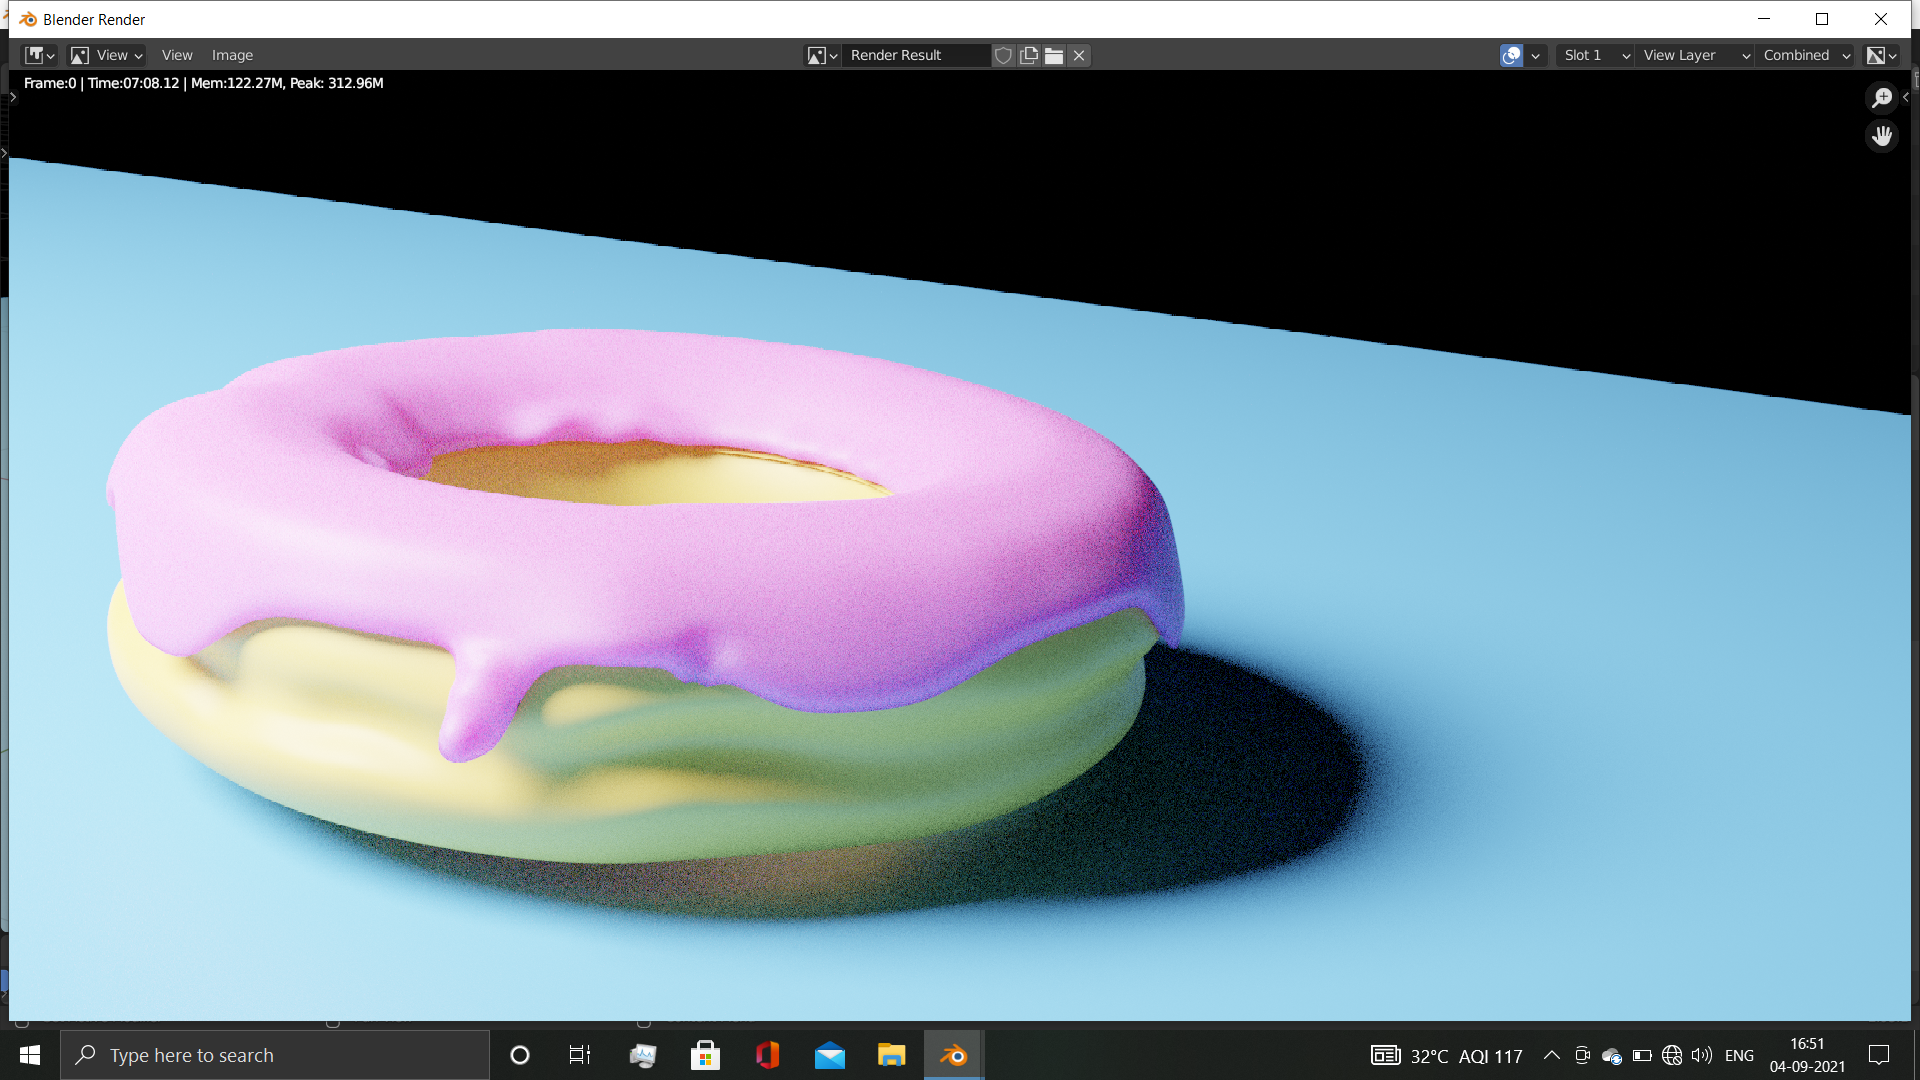 Blender Render
View View Image Render Result Slot 1 View Layer Combined
Frame:0 | Time:07:08.12 | Mem:122.27M, Peak: 312.96M
Type here to search
32°C AQI 117
ENG
16:51
04-09-2021